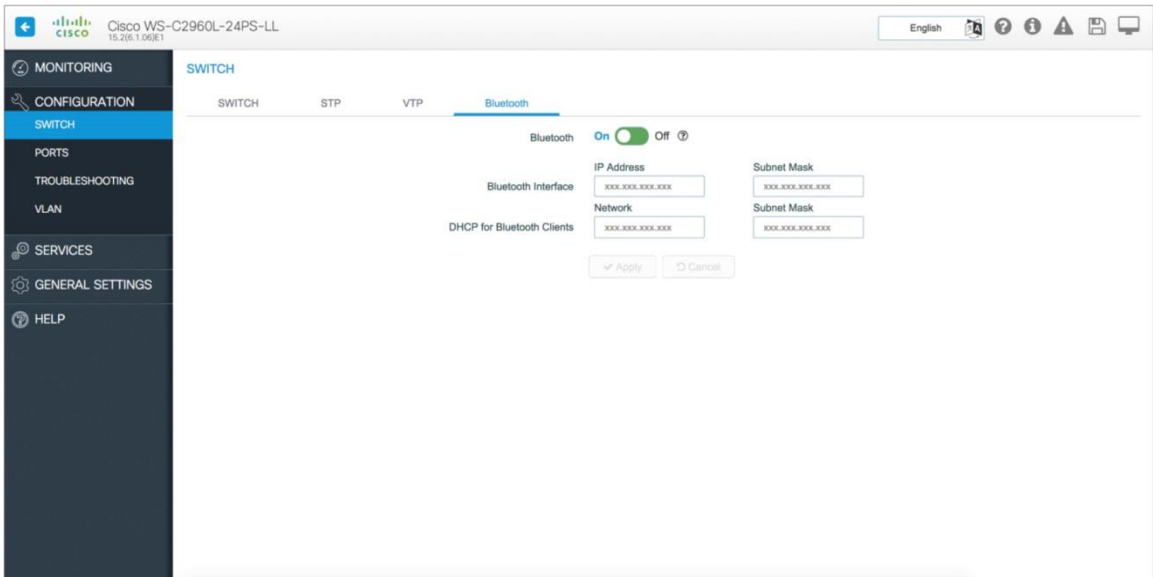 CISCO
Cisco WS-C2960L-24PS-LL
15.2(6.1.06)E1
English
MONITORING
CONFIGURATION
SWITCH
PORTS
TROUBLESHOOTING
VLAN
SERVICES
GENERAL SETTINGS
HELP
SWITCH
SWITCH STP VTP Bluetooth
Bluetooth On Off
IP Address Subnet Mask
Bluetooth Interface xxx.xxx.xxx.xxx xxx.xxx.xxx.xxx
Network Subnet Mask
DHCP for Bluetooth Clients xxx.xxx.xxx.xxx xxx.xxx.xxx.xxx
Apply Cancel